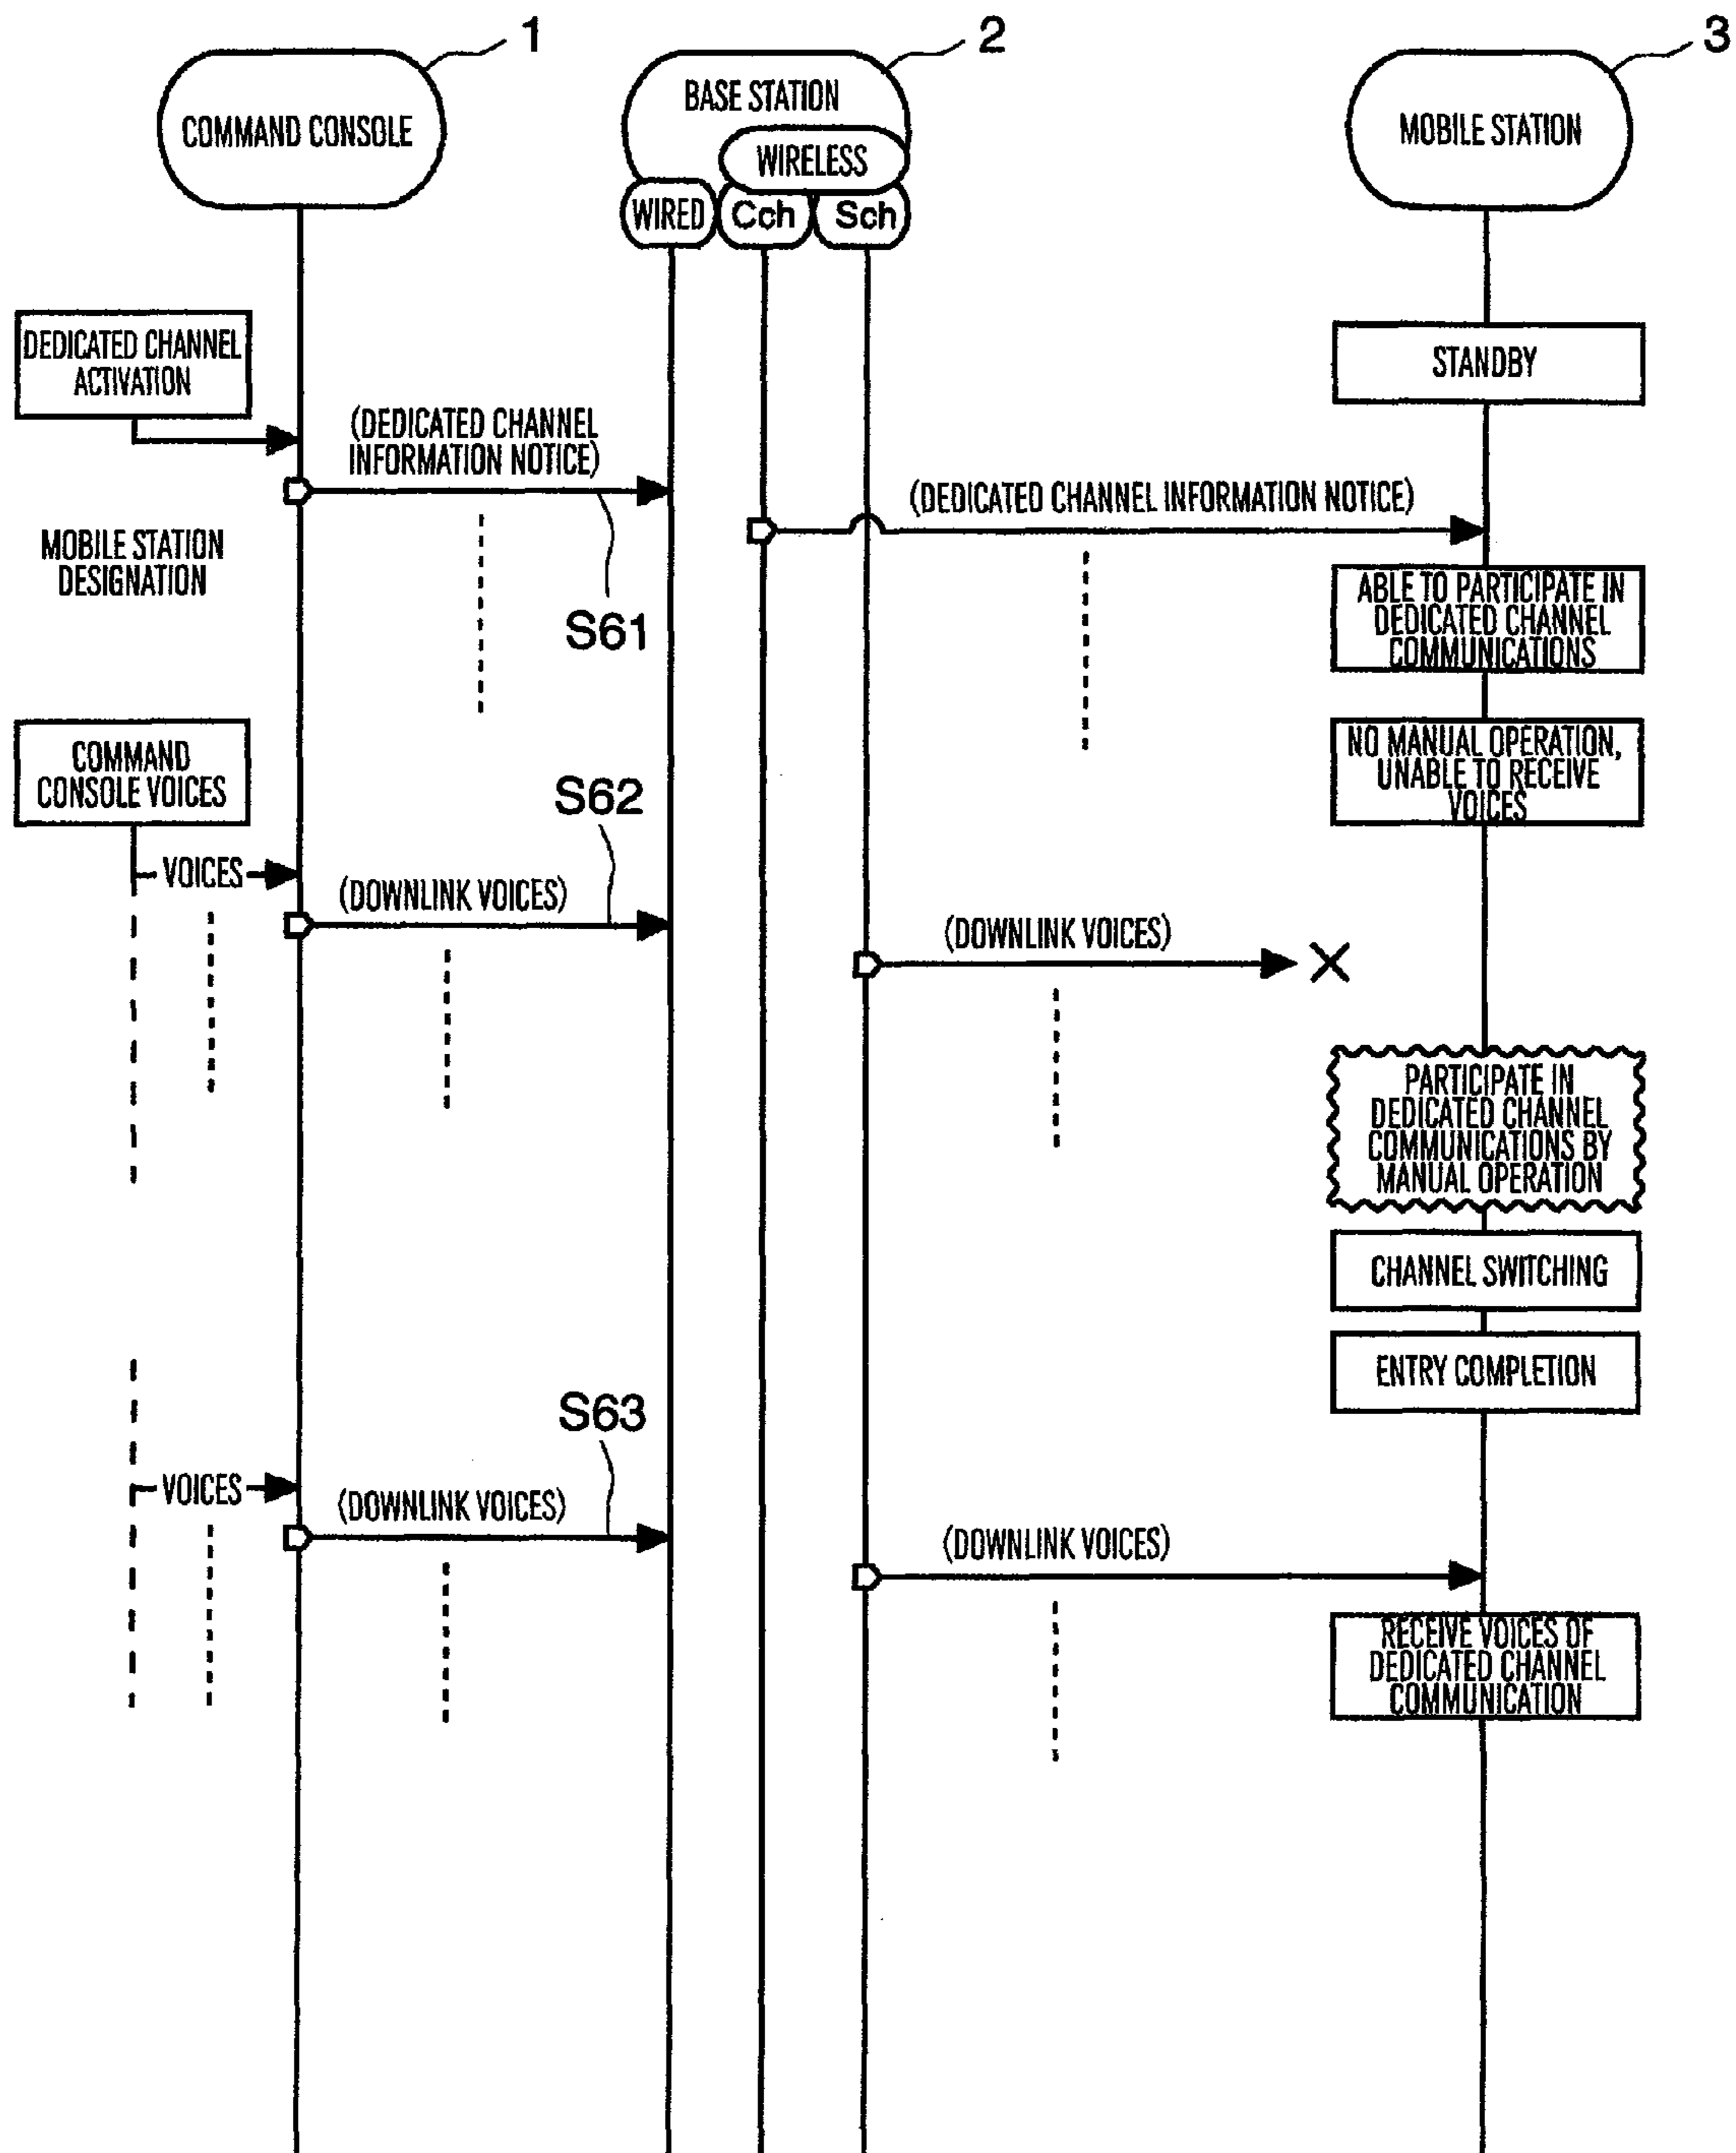 1
2
3
COMMAND CONSOLE
BASE STATION
WIRELESS
WIRED
Cch
Sch
MOBILE STATION
DEDICATED CHANNEL
ACTIVATION
STANDBY
(DEDICATED CHANNEL
INFORMATION NOTICE)
(DEDICATED CHANNEL INFORMATION NOTICE)
MOBILE STATION
DESIGNATION
S61
ABLE TO PARTICIPATE IN
DEDICATED CHANNEL
COMMUNICATIONS
COMMAND
CONSOLE VOICES
NO MANUAL OPERATION,
UNABLE TO RECEIVE
VOICES
S62
VOICES
(DOWNLINK VOICES)
(DOWNLINK VOICES)
PARTICIPATE IN
DEDICATED CHANNEL
COMMUNICATIONS BY
MANUAL OPERATION
CHANNEL SWITCHING
ENTRY COMPLETION
S63
VOICES
(DOWNLINK VOICES)
(DOWNLINK VOICES)
RECEIVE VOICES OF
DEDICATED CHANNEL
COMMUNICATION